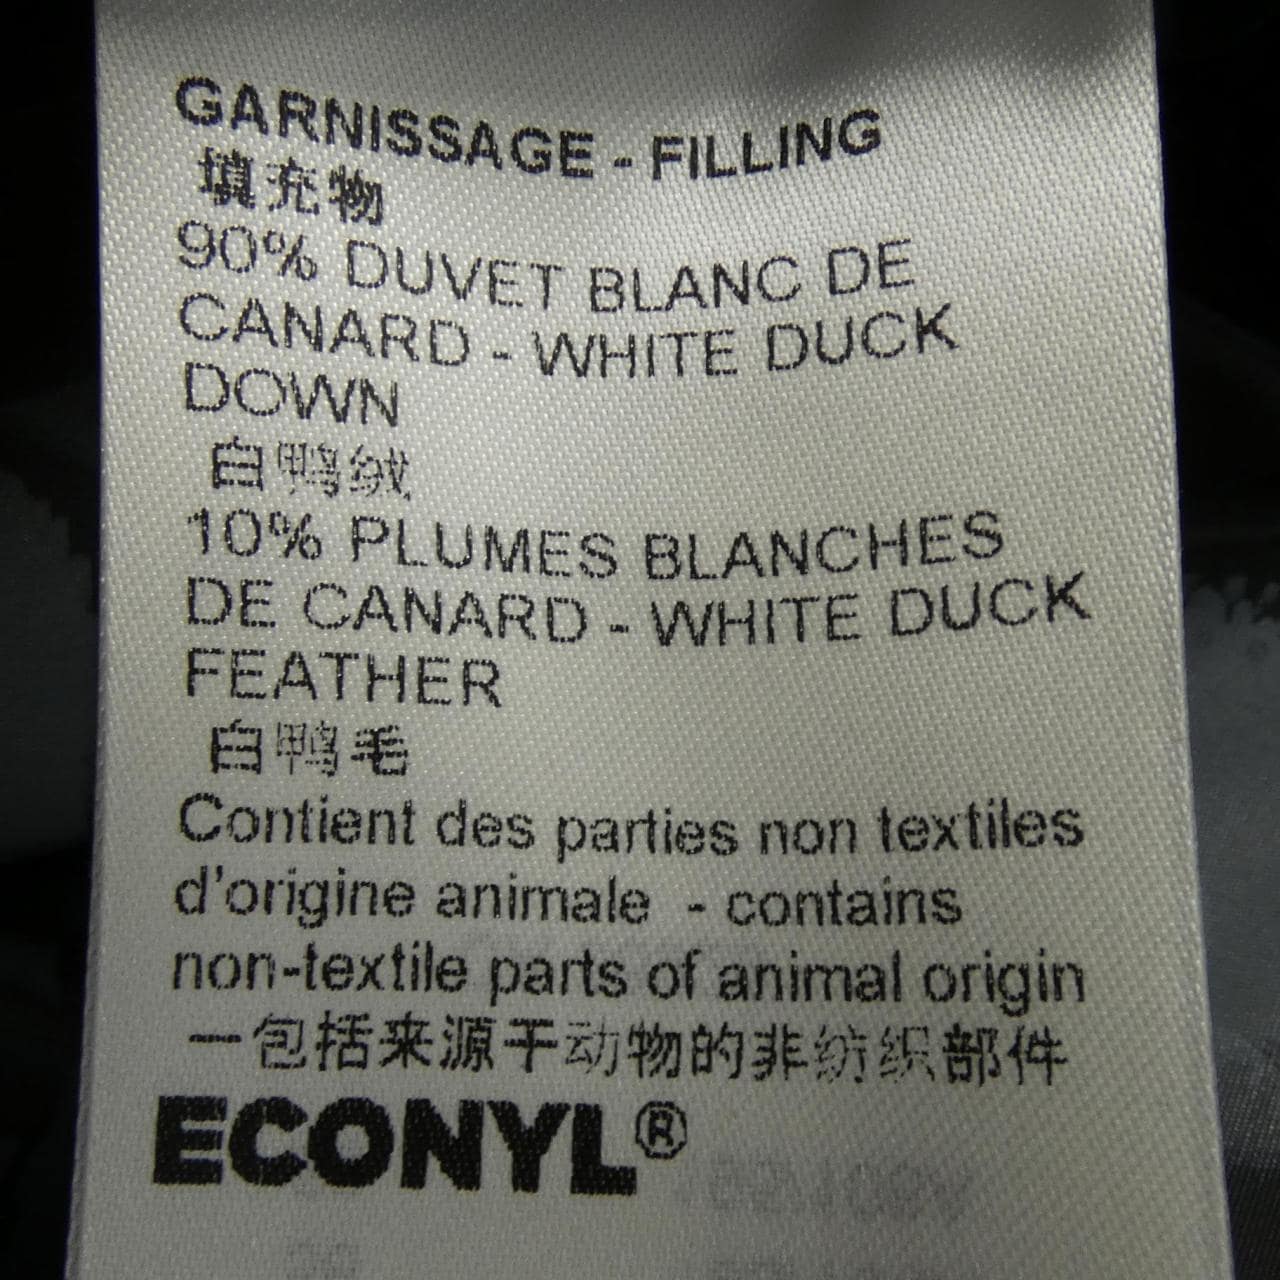 GARNISSAGE - FILLING
填充物
90% DUVET BLANC DE
CANARD - WHITE DUCK
DOWN
白鸭绒
10% PLUMES BLANCHES
DE CANARD - WHITE DUCK
FEATHER
白鸭毛
Contient des parties non textiles
d'origine animale - contains
non-textile parts of animal origin
一包括来源于动物的非纺织部件
ECONYL®